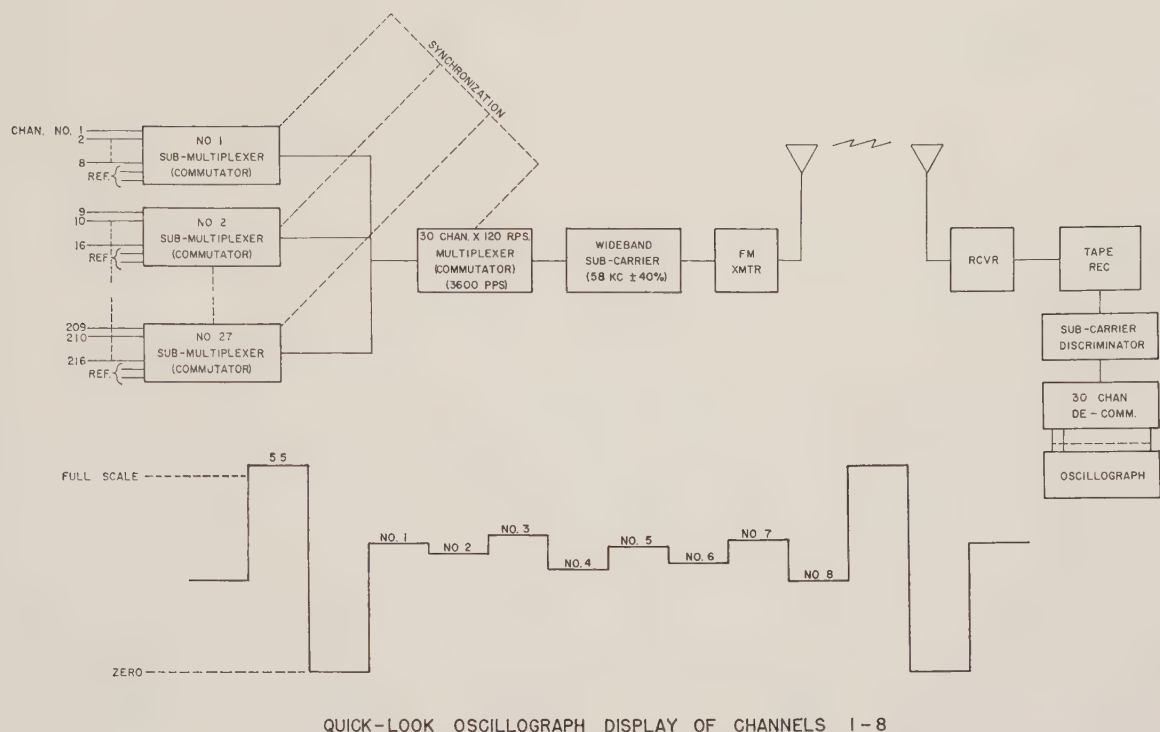 SYNCHRONIZATION
CHAN. NO. 1
2
8
REF.
NO 1
SUB-MULTIPLEXER
(COMMUTATOR)
9
10
16
REF.
NO 2
SUB-MULTIPLEXER
(COMMUTATOR)
209
210
216
REF.
NO 27
SUB-MULTIPLEXER
(COMMUTATOR)
30 CHAN. X 120 RPS.
MULTIPLEXER
(COMMUTATOR)
(3600 PPS)
WIDEBAND
SUB-CARRIER
(58 KC ±40%)
FM
XMTR
RCVR
TAPE
REC
SUB-CARRIER
DISCRIMINATOR
30 CHAN
DE-COMM.
OSCILLOGRAPH
FULL SCALE
5.5
NO. 1
NO 2
NO. 3
NO. 4
NO. 5
NO. 6
NO. 7
NO 8
ZERO
QUICK-LOOK OSCILLOGRAPH DISPLAY OF CHANNELS 1-8